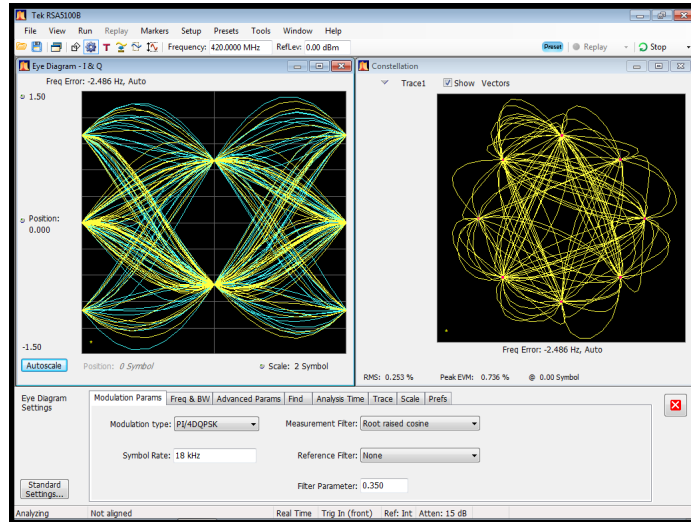 Tek RSA5100B
File View Run Replay Markers Setup Presets Tools Window Help
T Frequency: 420.0000 MHz RefLev: 0.00 dBm Preset Replay Stop
Eye Diagram - I & Q
Freq Error: -2.486 Hz, Auto
1.50
Position:
0.000
-1.50
Autoscale Position: 0 Symbol Scale: 2 Symbol
Constellation
Trace1 Show Vectors
Freq Error: -2.486 Hz, Auto
RMS: 0.253 % Peak EVM: 0.736 % @ 0.00 Symbol
Eye Diagram
Settings
Modulation Params Freq & BW Advanced Params Find Analysis Time Trace Scale Prefs
Modulation type: PI/4DQPSK Measurement Filter: Root raised cosine
Symbol Rate: 18 kHz Reference Filter: None
Filter Parameter: 0.350
Standard
Settings...
Analyzing Not aligned Real Time Trig In (front) Ref: Int Atten: 15 dB